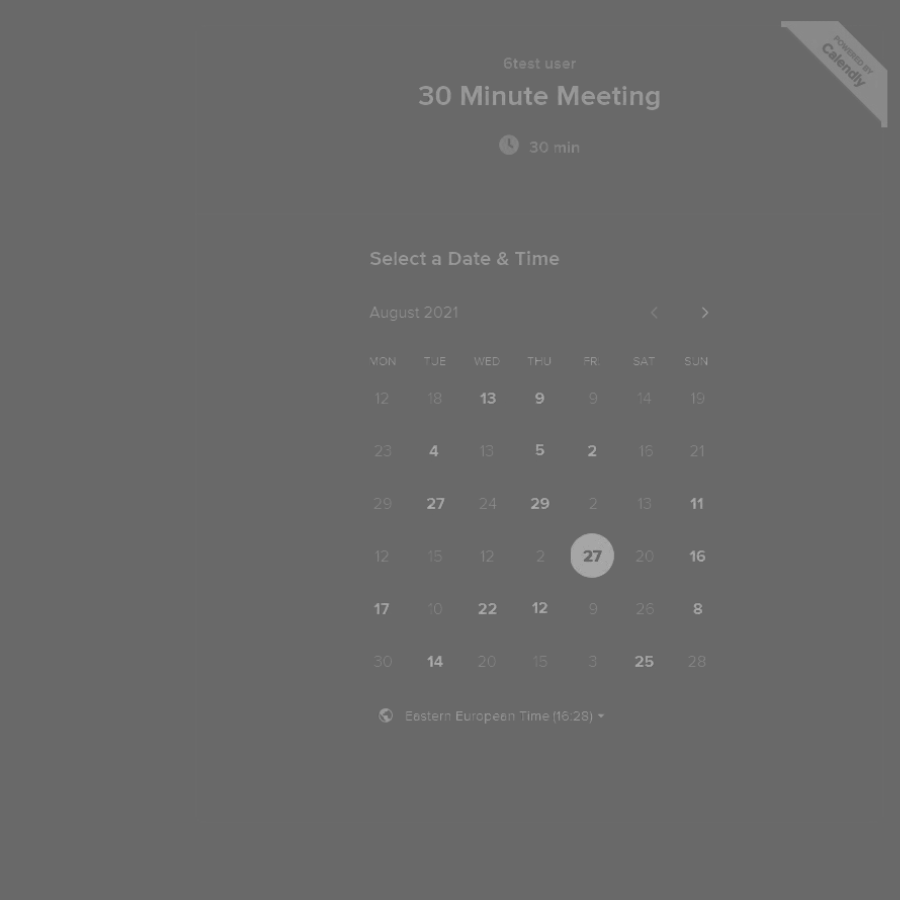 POWERED BY
Calendly
6test user
30 Minute Meeting
30 min
Select a Date & Time
August 2021
MON TUE WED THU FR. SAT SUN
12 18 13 9 9 14 19
23 4 13 5 2 15 21
29 27 24 29 2 13 11
12 15 12 2 27 20 16
17 10 22 12 9 26 8
30 14 20 15 3 25 28
Eastern European Time (16:28)